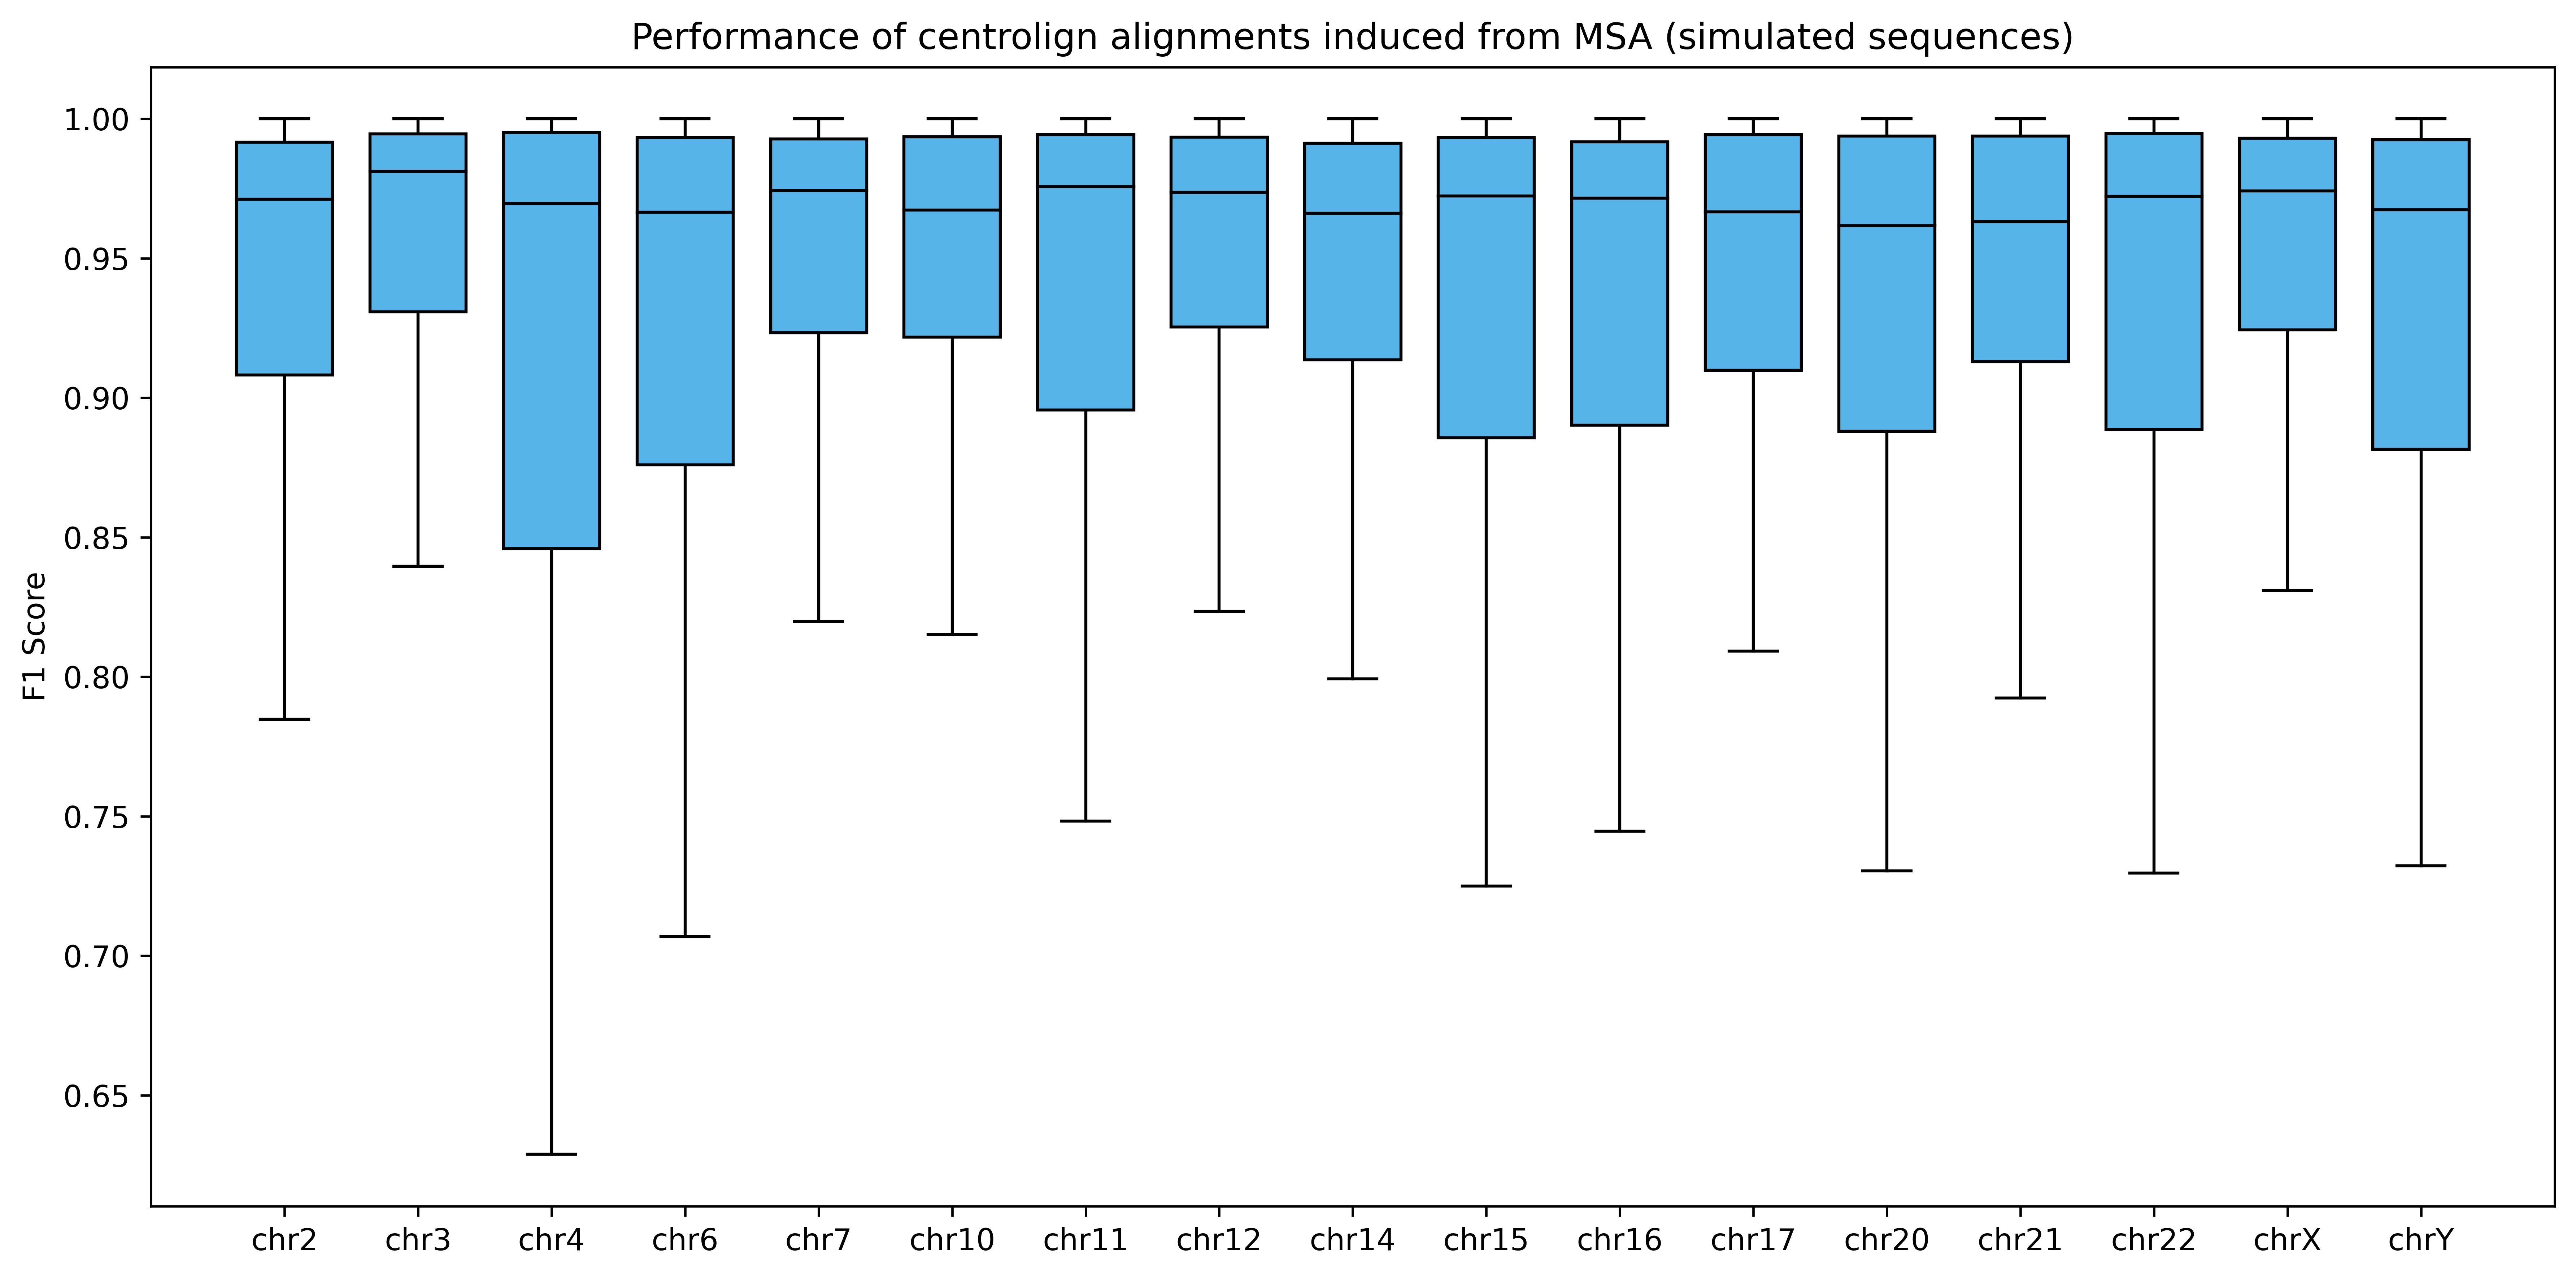 Performance of centrolign alignments induced from MSA (simulated sequences)
F1 Score
1.00
0.95
0.90
0.85
0.80
0.75
0.70
0.65
chr2 chr3 chr4 chr6 chr7 chr10 chr11 chr12 chr14 chr15 chr16 chr17 chr20 chr21 chr22 chrX chrY